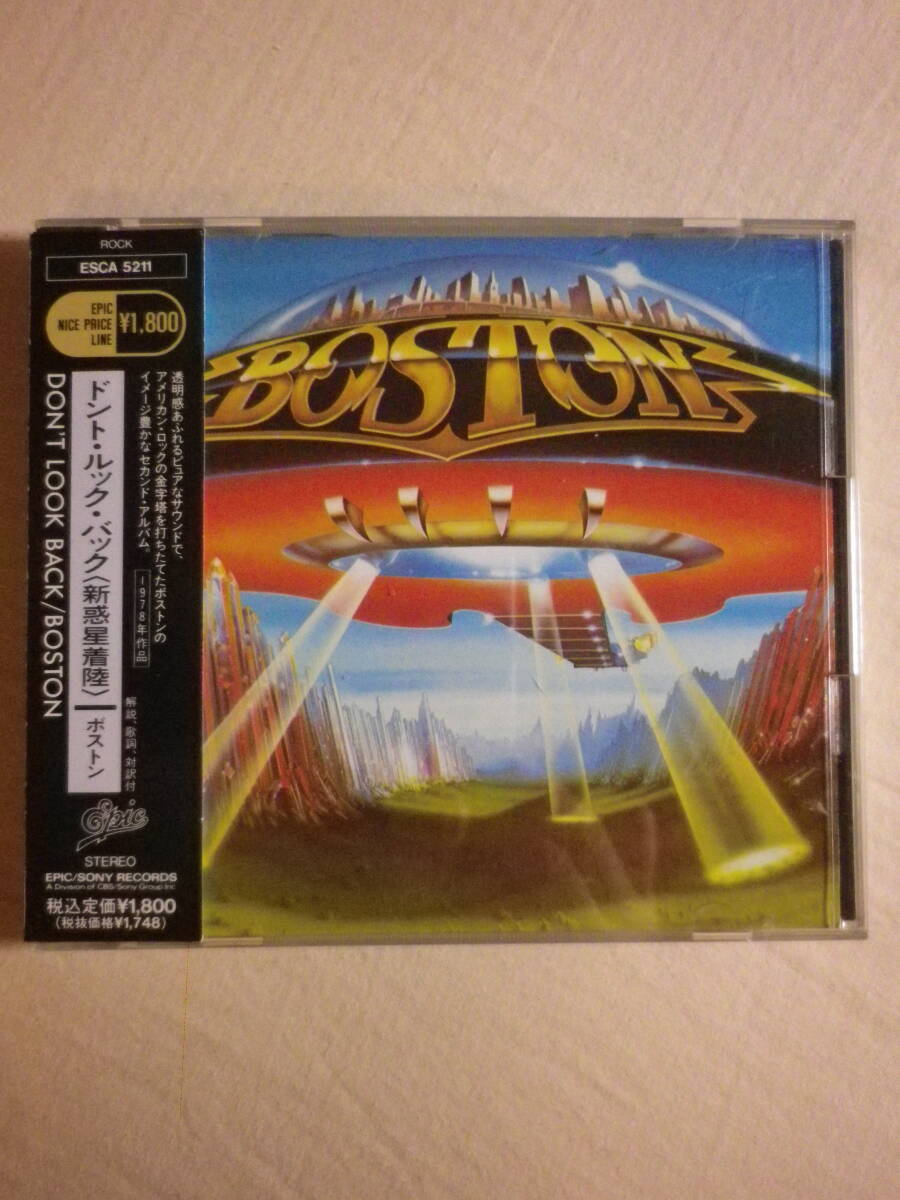 ROCK
ESCA 5211
EPIC
NICE PRICE
LINE
¥1,800
透明感あふれるピュアなサウンドで、
アメリカン・ロックの金字塔を打ちたてたボストンの
イメージ豊かなセカンド・アルバム。
1978年作品
解説、歌詞、対訳付
ドント・ルック・バック〈新惑星着陸〉
ボストン
DON'T LOOK BACK/BOSTON
Epic
STEREO
EPIC/SONY RECORDS
A Division of CBS/Sony Group Inc
税込定価¥1,800
(税抜価格¥1,748)
BOSTON